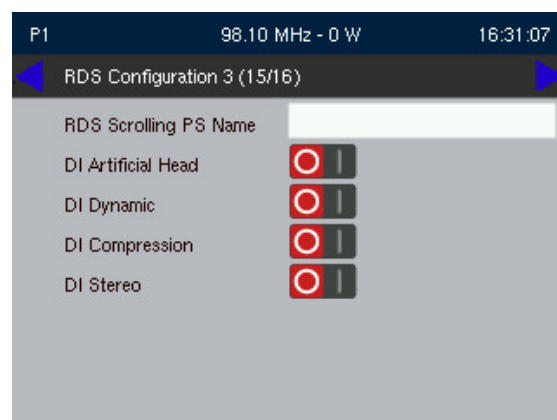 P1 98.10 MHz - 0 W 16:31:07
RDS Configuration 3 (15/16)
RDS Scrolling PS Name
DI Artificial Head
DI Dynamic
DI Compression
DI Stereo